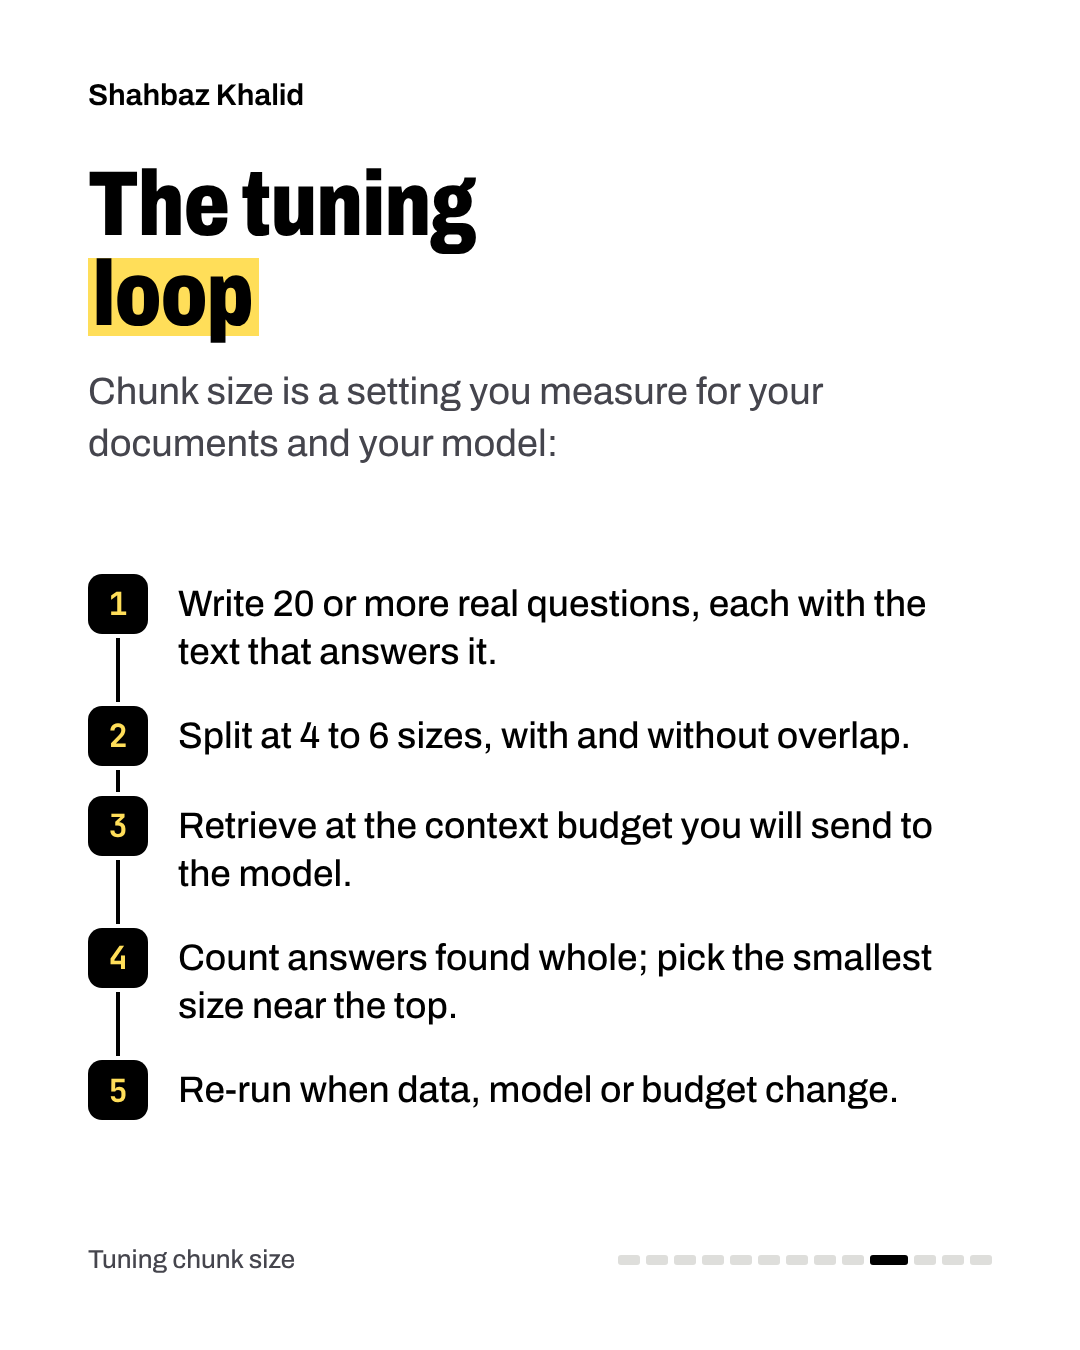 Shahbaz Khalid
The tuning
loop
Chunk size is a setting you measure for your
documents and your model:
1
Write 20 or more real questions, each with the
text that answers it.
2
Split at 4 to 6 sizes, with and without overlap.
3
Retrieve at the context budget you will send to
the model.
4
Count answers found whole; pick the smallest
size near the top.
5
Re-run when data, model or budget change.
Tuning chunk size